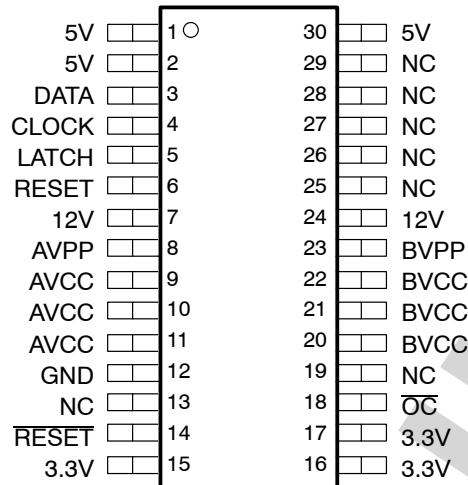 5V 1 30 5V
5V 2 29 NC
DATA 3 28 NC
CLOCK 4 27 NC
LATCH 5 26 NC
RESET 6 25 NC
12V 7 24 12V
AVPP 8 23 BVPP
AVCC 9 22 BVCC
AVCC 10 21 BVCC
AVCC 11 20 BVCC
GND 12 19 NC
NC 13 18 O̅C̅
R̅E̅S̅E̅T̅ 14 17 3.3V
3.3V 15 16 3.3V